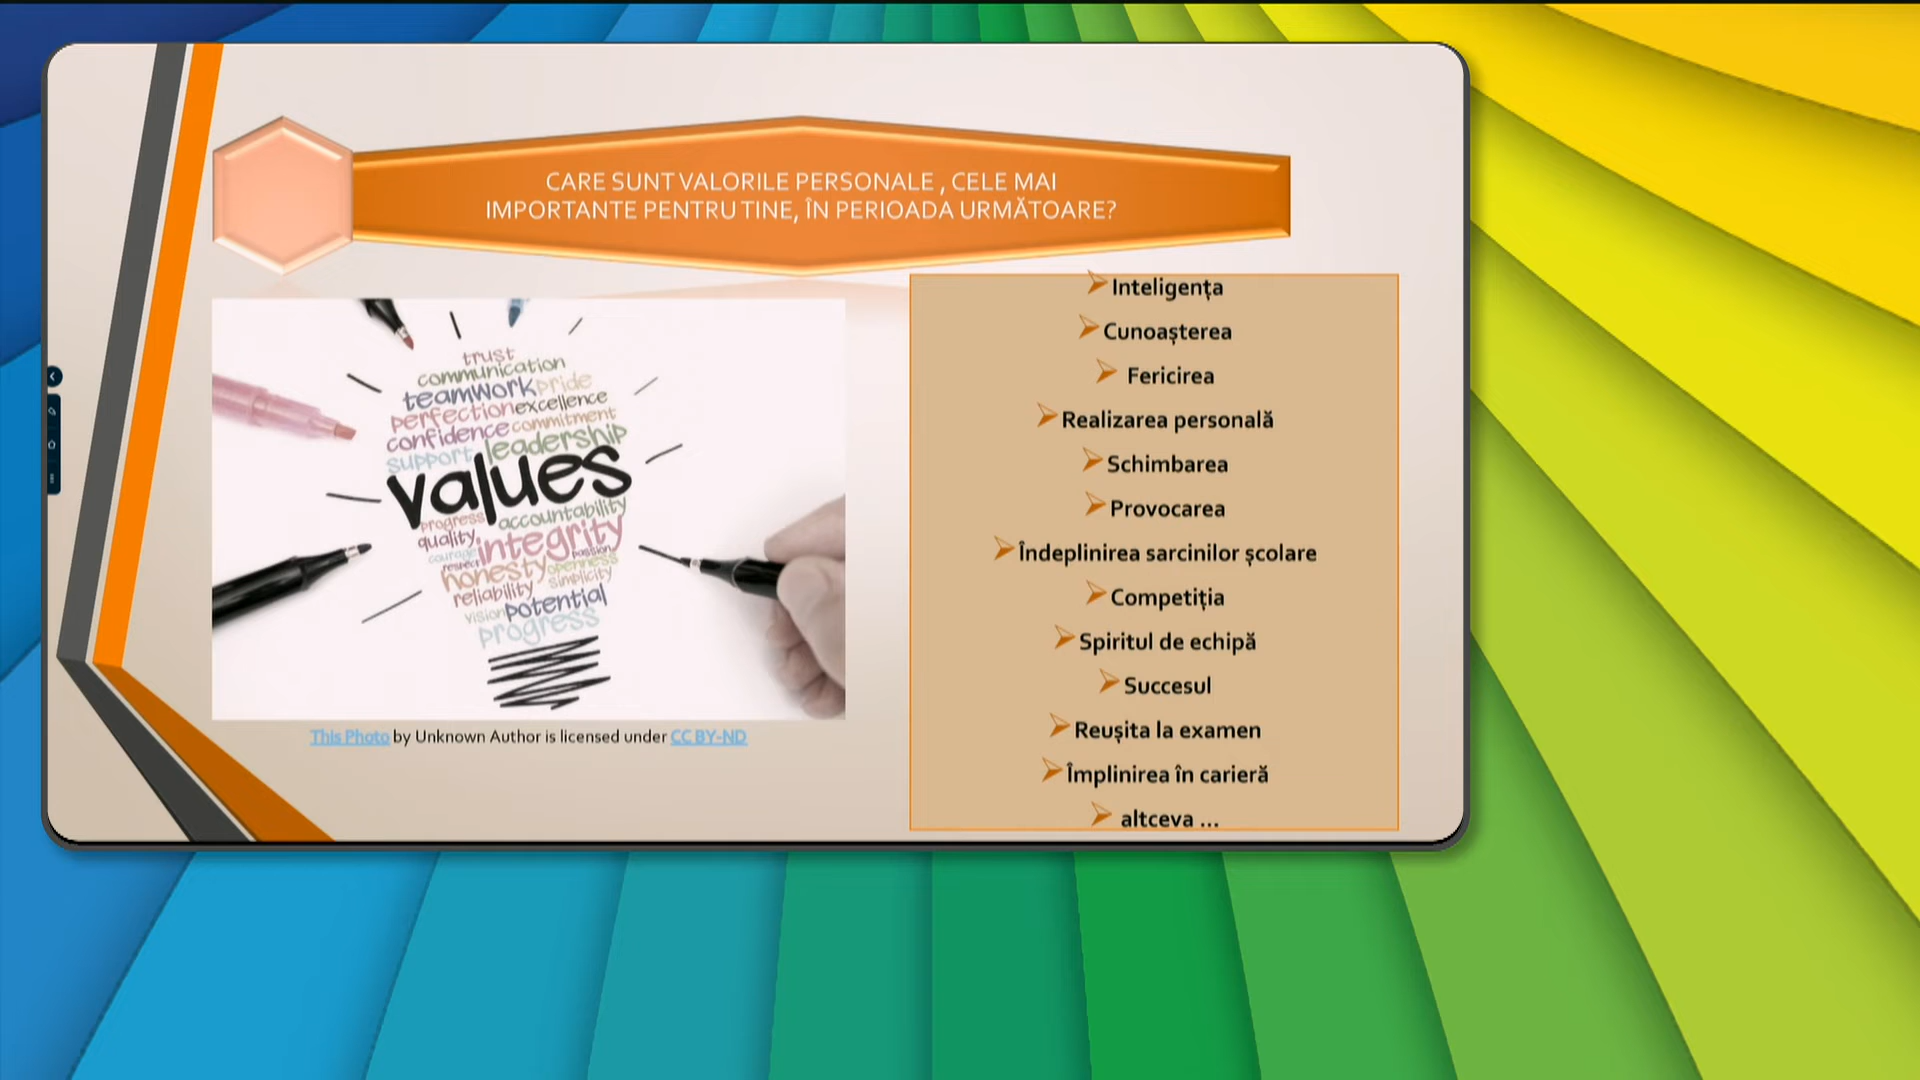 CARE SUNT VALORILE PERSONALE , CELE MAI
IMPORTANTE PENTRU TINE, ÎN PERIOADA URMĂTOARE?
trust
communication
teamwork pride
perfection excellence
confidence commitment
support leadership
values
progress accountability
quality integrity
courage passion
respect
honesty openness
reliability simplicity
vision potential
progress
This Photo by Unknown Author is licensed under CC BY-ND
Inteligența
Cunoașterea
Fericirea
Realizarea personală
Schimbarea
Provocarea
Îndeplinirea sarcinilor școlare
Competiția
Spiritul de echipă
Succesul
Reușita la examen
Împlinirea în carieră
altceva ...